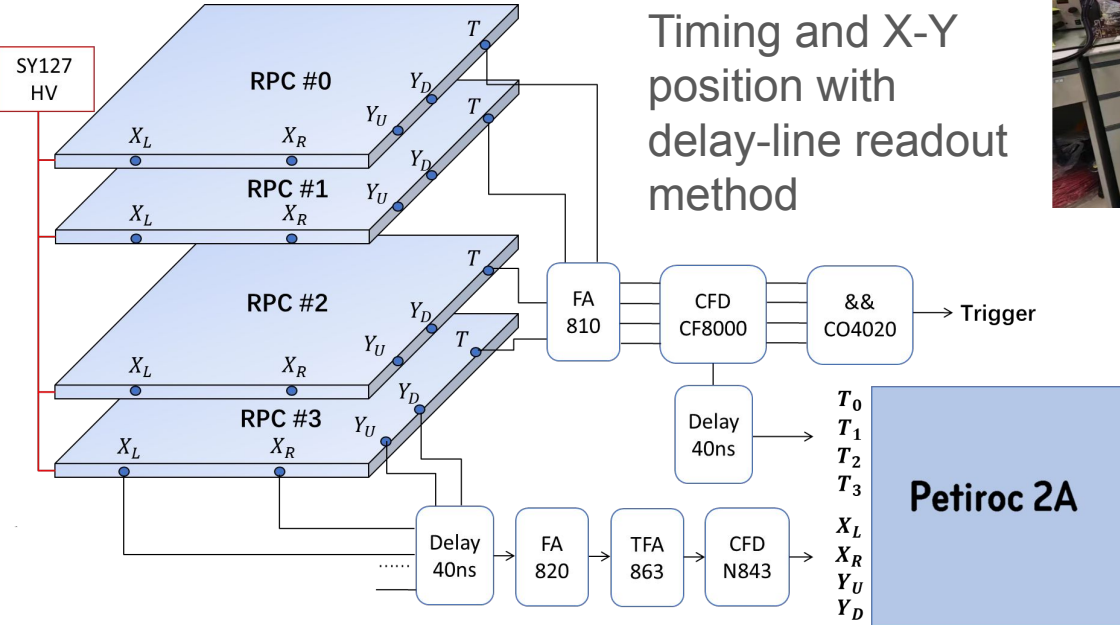 Timing and X-Y
position with
delay-line readout
method
SY127
HV
RPC #0
T
Y_D
Y_U
X_L
X_R
RPC #1
T
Y_D
Y_U
X_L
X_R
RPC #2
T
Y_D
Y_U
X_L
X_R
RPC #3
T
Y_D
Y_U
X_L
X_R
FA
810
CFD
CF8000
&&
CO4020
Trigger
Delay
40ns
T_0
T_1
T_2
T_3
Delay
40ns
......
FA
820
TFA
863
CFD
N843
X_L
X_R
Y_U
Y_D
Petiroc 2A